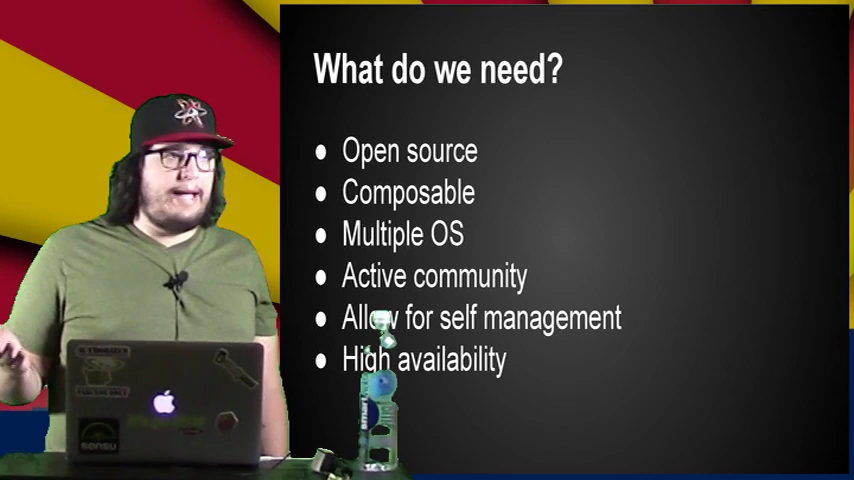 What do we need?
● Open source
● Composable
● Multiple OS
● Active community
● Allow for self management
● High availability
sensu